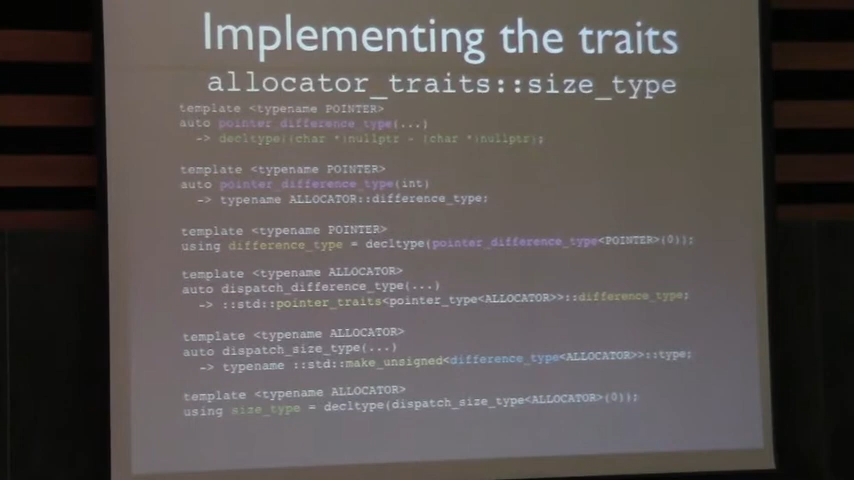 Implementing the traits
allocator_traits::size_type
template <typename POINTER>
auto pointer_difference_type(...)
-> decltype((char *)nullptr - (char *)nullptr);
template <typename POINTER>
auto pointer_difference_type(int)
-> typename ALLOCATOR::difference_type;
template <typename POINTER>
using difference_type = decltype(pointer_difference_type<POINTER>(0));
template <typename ALLOCATOR>
auto dispatch_difference_type(...)
-> ::std::pointer_traits<pointer_type<ALLOCATOR>>::difference_type;
template <typename ALLOCATOR>
auto dispatch_size_type(...)
-> typename ::std::make_unsigned<difference_type<ALLOCATOR>>::type;
template <typename ALLOCATOR>
using size_type = decltype(dispatch_size_type<ALLOCATOR>(0));